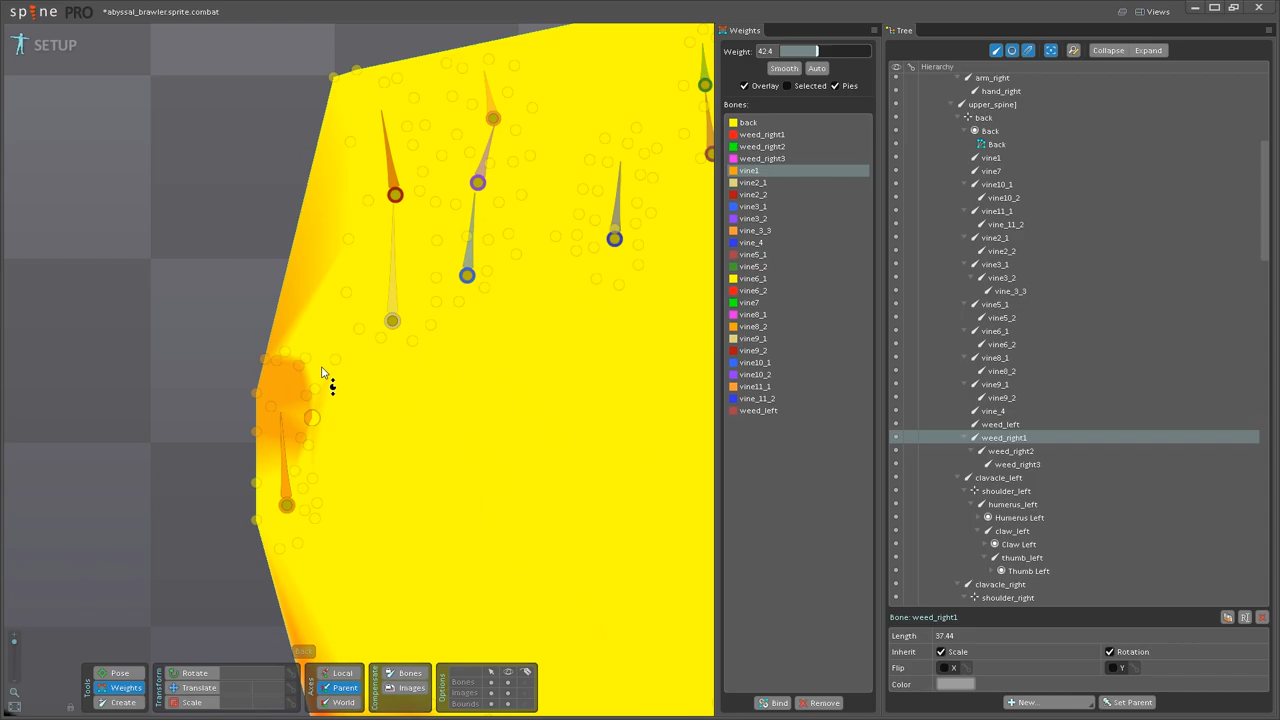 spine PRO
*abyssal_brawler.sprite.combat
Views
SETUP
Weights
Weight: 42.4
Smooth
Auto
Overlay
Selected
Pies
Bones:
back
weed_right1
weed_right2
weed_right3
vine1
vine2_1
vine2_2
vine3_1
vine3_2
vine_3_3
vine_4
vine5_1
vine5_2
vine6_1
vine6_2
vine7
vine8_1
vine8_2
vine9_1
vine9_2
vine10_1
vine10_2
vine11_1
vine_11_2
weed_left
Bind
Remove
Tree
Collapse
Expand
Hierarchy
arm_right
hand_right
upper_spine]
back
Back
Back
vine1
vine7
vine10_1
vine10_2
vine11_1
vine_11_2
vine2_1
vine2_2
vine3_1
vine3_2
vine_3_3
vine5_1
vine5_2
vine6_1
vine6_2
vine8_1
vine8_2
vine9_1
vine9_2
vine_4
weed_left
weed_right1
weed_right2
weed_right3
clavacle_left
shoulder_left
humerus_left
Humerus Left
claw_left
Claw Left
thumb_left
Thumb Left
clavacle_right
shoulder_right
Bone: weed_right1
Length 37.44
Inherit Scale Rotation
Flip X Y
Color
New...
Set Parent
Back
Tools
Pose
Weights
Create
Transform
Rotate
Translate
Scale
Axes
Local
Parent
World
Compensate
Bones
Images
Options
Bones
Images
Bounds